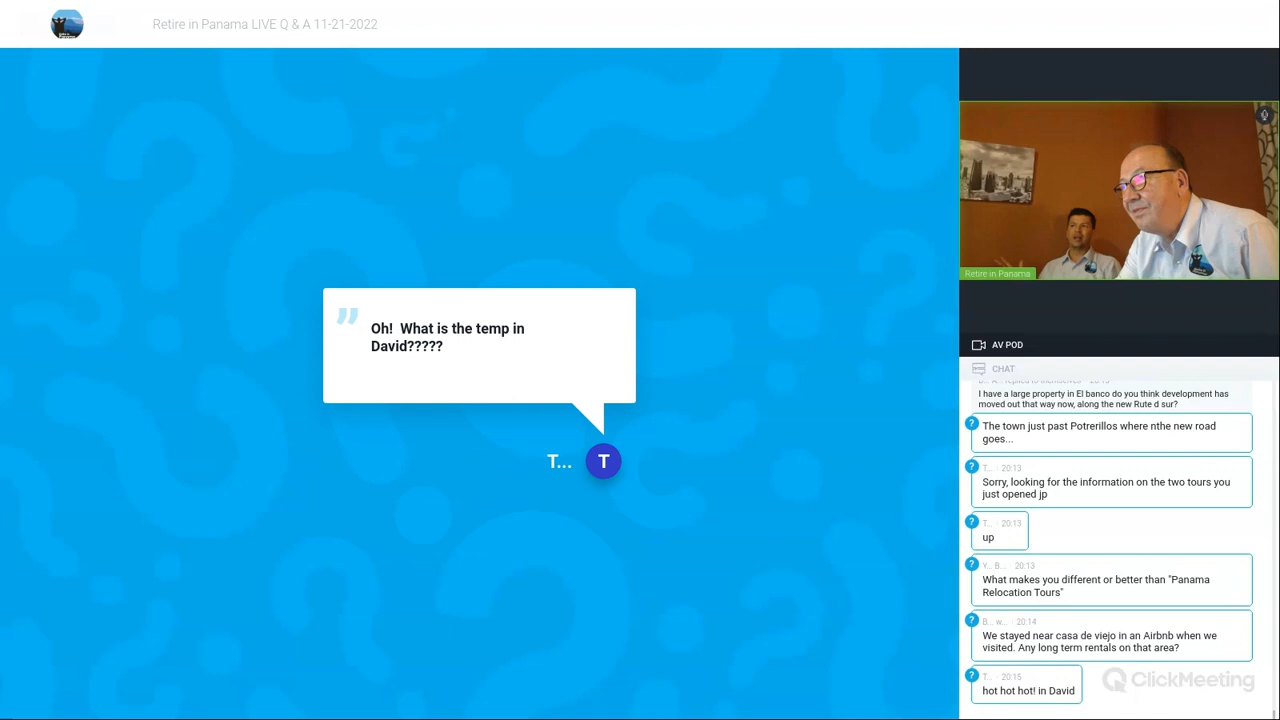 Retire in Panama LIVE Q & A 11-21-2022
Oh! What is the temp in
David?????
T...
T
Retire in Panama
AV POD
CHAT
I have a large property in El banco do you think development has
moved out that way now, along the new Rute d sur?
The town just past Potrerillos where nthe new road
goes...
T... · 20:13
Sorry, looking for the information on the two tours you
just opened jp
T... · 20:13
up
Y... B... · 20:13
What makes you different or better than "Panama
Relocation Tours"
B... w... · 20:14
We stayed near casa de viejo in an Airbnb when we
visited. Any long term rentals on that area?
T... · 20:15
hot hot hot! in David
ClickMeeting